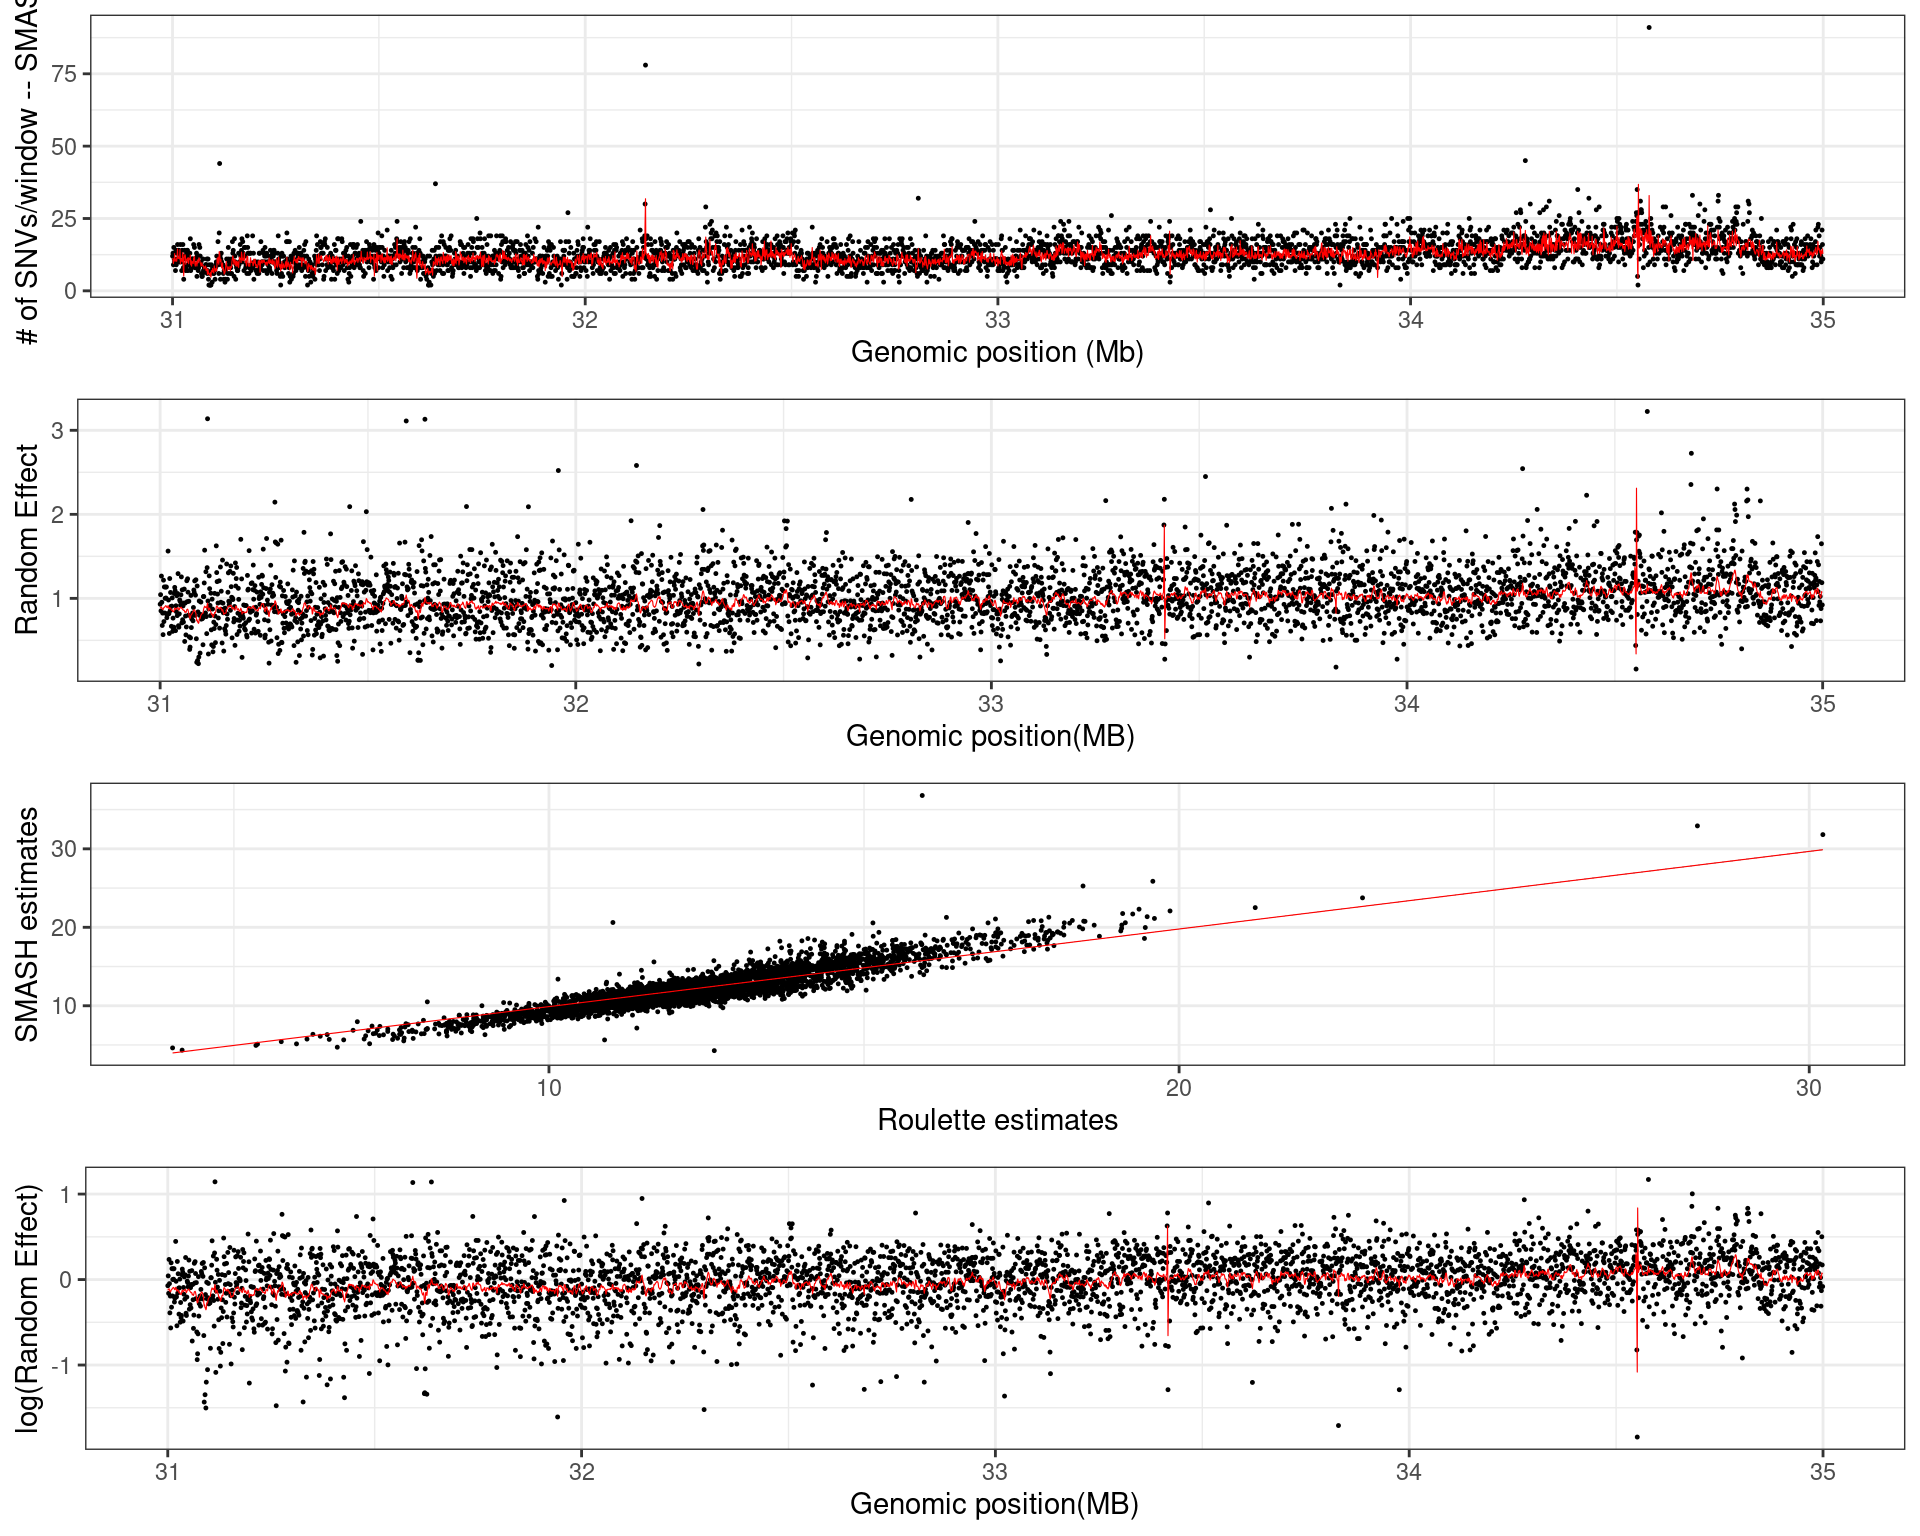 # of SNVs/window -- SMAS
75
50
25
0
31 32 33 34 35
Genomic position (Mb)
Random Effect
3
2
1
31 32 33 34 35
Genomic position(MB)
SMASH estimates
30
20
10
10 20 30
Roulette estimates
log(Random Effect)
1
0
-1
31 32 33 34 35
Genomic position(MB)